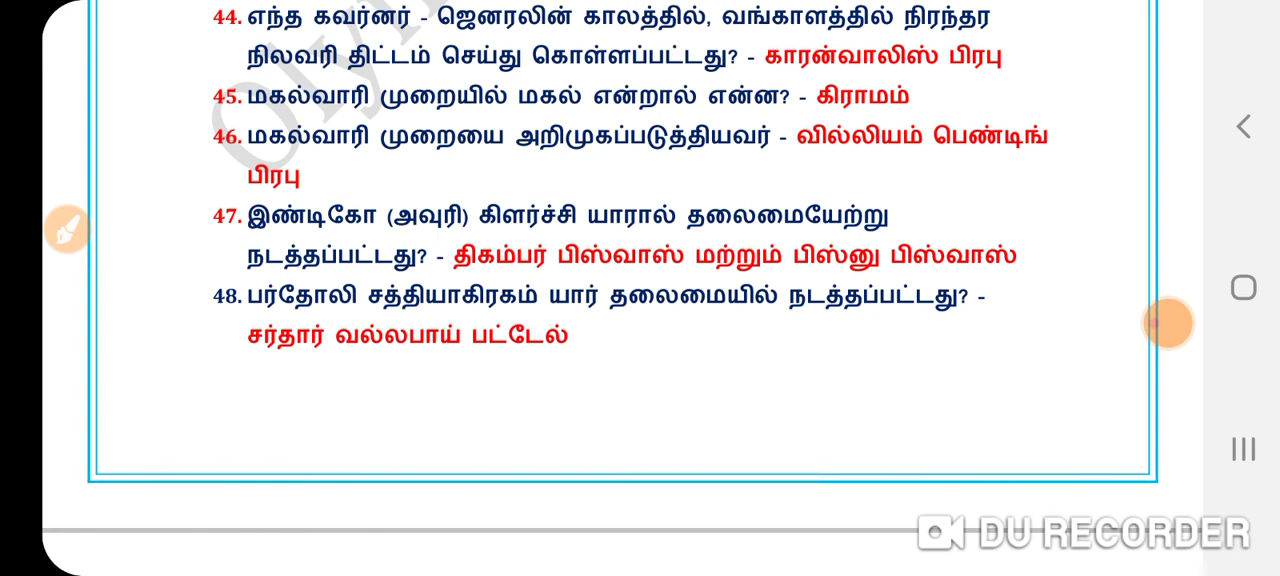 44. எந்த கவர்னர் - ஜெனரலின் காலத்தில், வங்காளத்தில் நிரந்தர
நிலவரி திட்டம் செய்து கொள்ளப்பட்டது? - காரன்வாலிஸ் பிரபு
45. மகல்வாரி முறையில் மகல் என்றால் என்ன? - கிராமம்
46. மகல்வாரி முறையை அறிமுகப்படுத்தியவர் - வில்லியம் பெண்டிங்
பிரபு
47. இண்டிகோ (அவுரி) கிளர்ச்சி யாரால் தலைமையேற்று
நடத்தப்பட்டது? - திகம்பர் பிஸ்வாஸ் மற்றும் பிஸ்னு பிஸ்வாஸ்
48. பர்தோலி சத்தியாகிரகம் யார் தலைமையில் நடத்தப்பட்டது? -
சர்தார் வல்லபாய் பட்டேல்
DU RECORDER